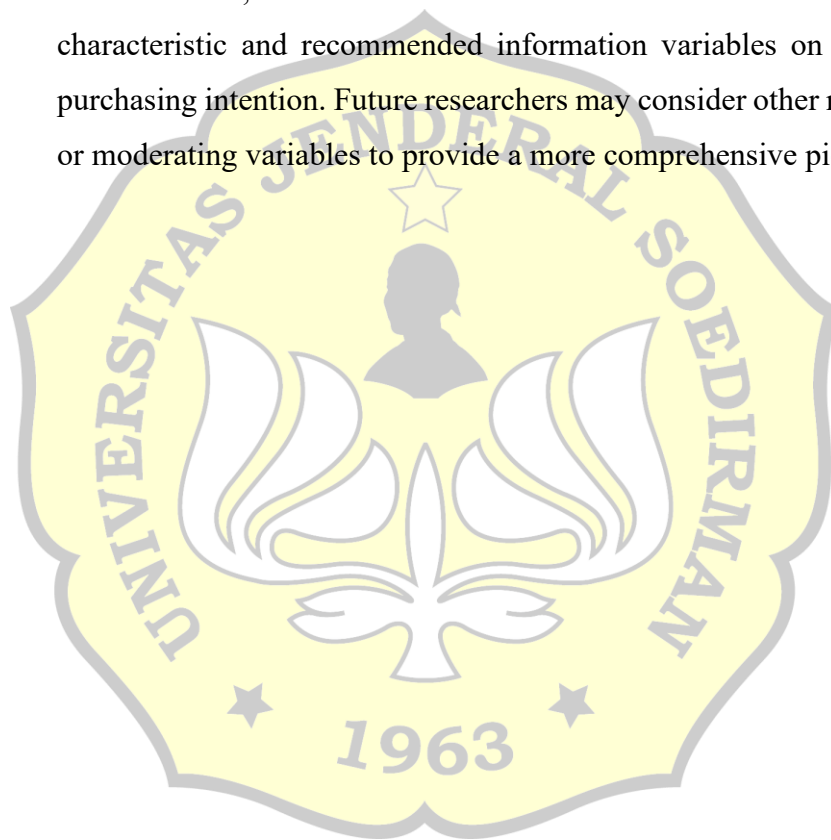 characteristic and recommended information variables on
purchasing intention. Future researchers may consider other
or moderating variables to provide a more comprehensive
UNIVERSITAS JENDERAL SOEDIRMAN
1963